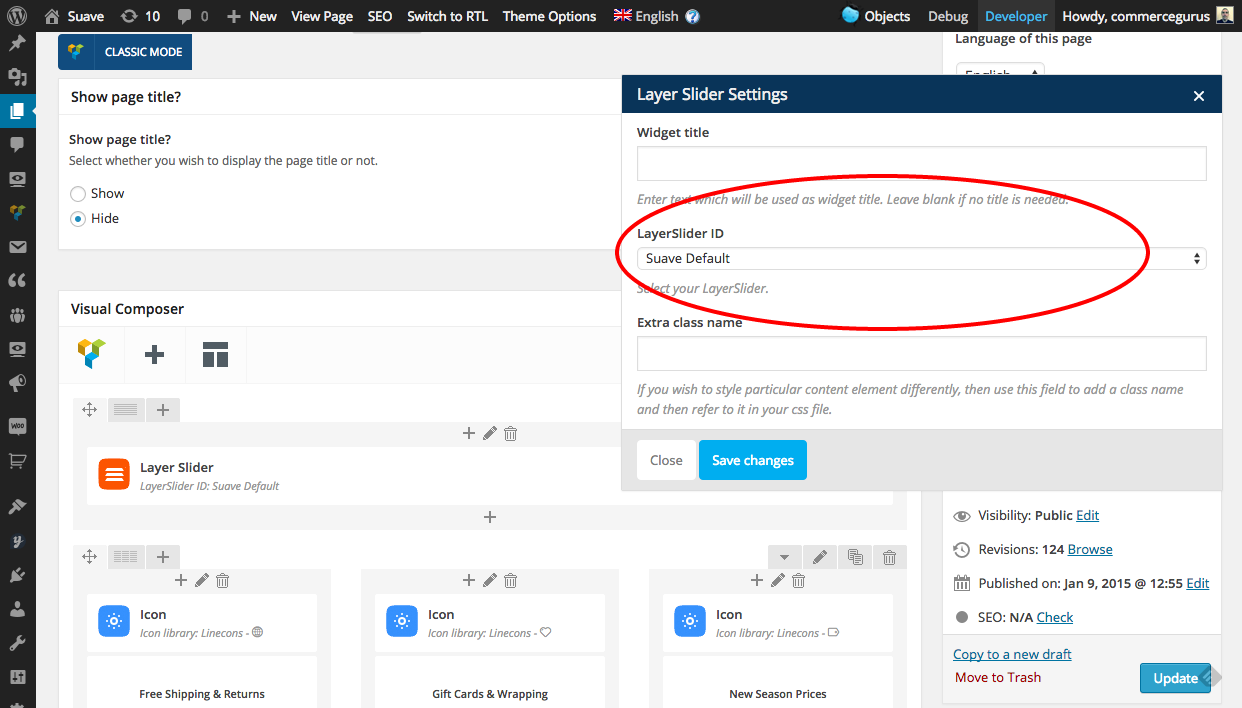 Suave 10 0 New View Page SEO Switch to RTL Theme Options English ? Objects Debug Developer Howdy, commercegurus
CLASSIC MODE
Language of this page
English
Show page title?
Show page title?
Select whether you wish to display the page title or not.
Show
Hide
Layer Slider Settings
Widget title
Enter text which will be used as widget title. Leave blank if no title is needed.
LayerSlider ID
Suave Default
Select your LayerSlider.
Extra class name
If you wish to style particular content element differently, then use this field to add a class name
and then refer to it in your css file.
Close Save changes
Visual Composer
Layer Slider
LayerSlider ID: Suave Default
Icon
Icon library: Linecons -
Free Shipping & Returns
Icon
Icon library: Linecons -
Gift Cards & Wrapping
Icon
Icon library: Linecons -
New Season Prices
Visibility: Public Edit
Revisions: 124 Browse
Published on: Jan 9, 2015 @ 12:55 Edit
SEO: N/A Check
Copy to a new draft
Move to Trash
Update
WOO